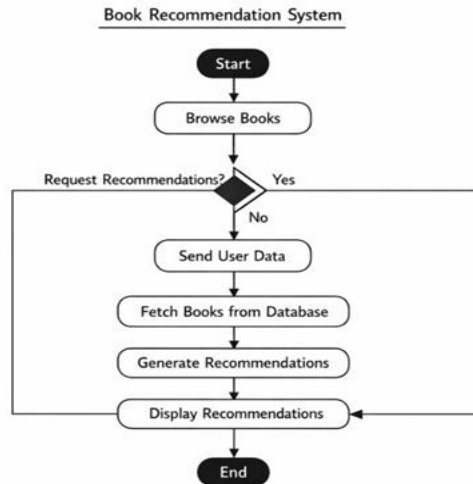 Book Recommendation System
Start
Browse Books
Request Recommendations?
Yes
No
Send User Data
Fetch Books from Database
Generate Recommendations
Display Recommendations
End